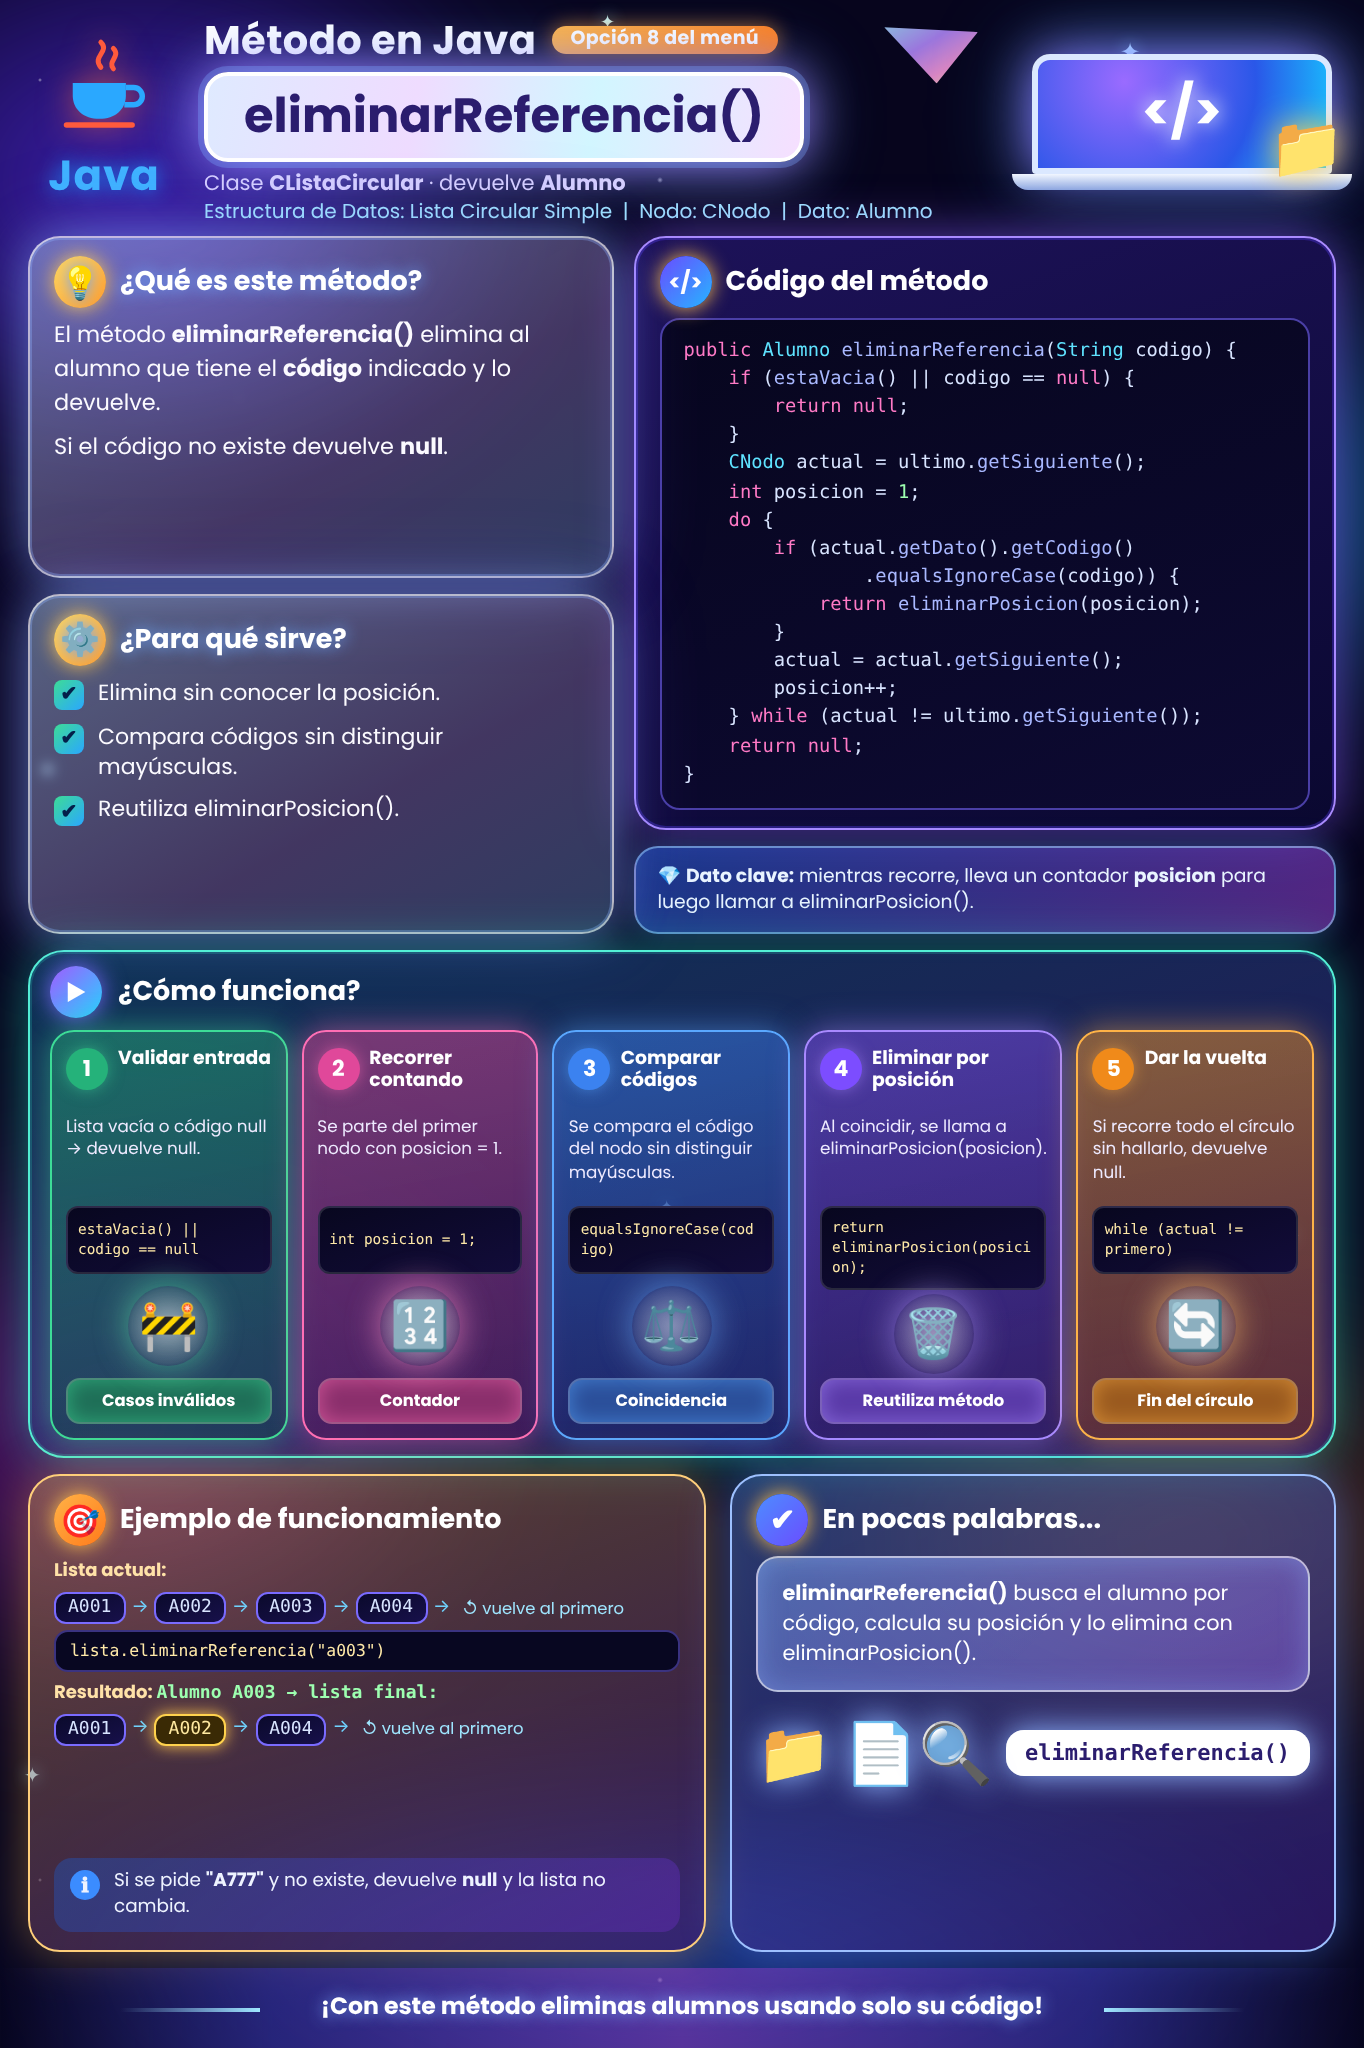 Método en Java
Opción 8 del menú
eliminarReferencia()
Java
Clase CListaCircular · devuelve Alumno
Estructura de Datos: Lista Circular Simple | Nodo: CNodo | Dato: Alumno
</>
💡 ¿Qué es este método?
El método eliminarReferencia() elimina al
alumno que tiene el código indicado y lo
devuelve.
Si el código no existe devuelve null.
⚙️ ¿Para qué sirve?
✔ Elimina sin conocer la posición.
✔ Compara códigos sin distinguir
mayúsculas.
✔ Reutiliza eliminarPosicion().
</> Código del método
public Alumno eliminarReferencia(String codigo) {
    if (estaVacia() || codigo == null) {
        return null;
    }
    CNodo actual = ultimo.getSiguiente();
    int posicion = 1;
    do {
        if (actual.getDato().getCodigo()
                .equalsIgnoreCase(codigo)) {
            return eliminarPosicion(posicion);
        }
        actual = actual.getSiguiente();
        posicion++;
    } while (actual != ultimo.getSiguiente());
    return null;
}
💎 Dato clave: mientras recorre, lleva un contador posicion para
luego llamar a eliminarPosicion().
▶ ¿Cómo funciona?
1 Validar entrada
Lista vacía o código null
→ devuelve null.
estaVacia() ||
codigo == null
Casos inválidos
2 Recorrer
contando
Se parte del primer
nodo con posicion = 1.
int posicion = 1;
1 2
3 4
Contador
3 Comparar
códigos
Se compara el código
del nodo sin distinguir
mayúsculas.
equalsIgnoreCase(cod
igo)
Coincidencia
4 Eliminar por
posición
Al coincidir, se llama a
eliminarPosicion(posicion).
return
eliminarPosicion(posici
on);
Reutiliza método
5 Dar la vuelta
Si recorre todo el círculo
sin hallarlo, devuelve
null.
while (actual !=
primero)
Fin del círculo
🎯 Ejemplo de funcionamiento
Lista actual:
A001 → A002 → A003 → A004 → ↺ vuelve al primero
lista.eliminarReferencia("a003")
Resultado: Alumno A003 → lista final:
A001 → A002 → A004 → ↺ vuelve al primero
ℹ Si se pide "A777" y no existe, devuelve null y la lista no
cambia.
✔ En pocas palabras...
eliminarReferencia() busca el alumno por
código, calcula su posición y lo elimina con
eliminarPosicion().
eliminarReferencia()
¡Con este método eliminas alumnos usando solo su código!